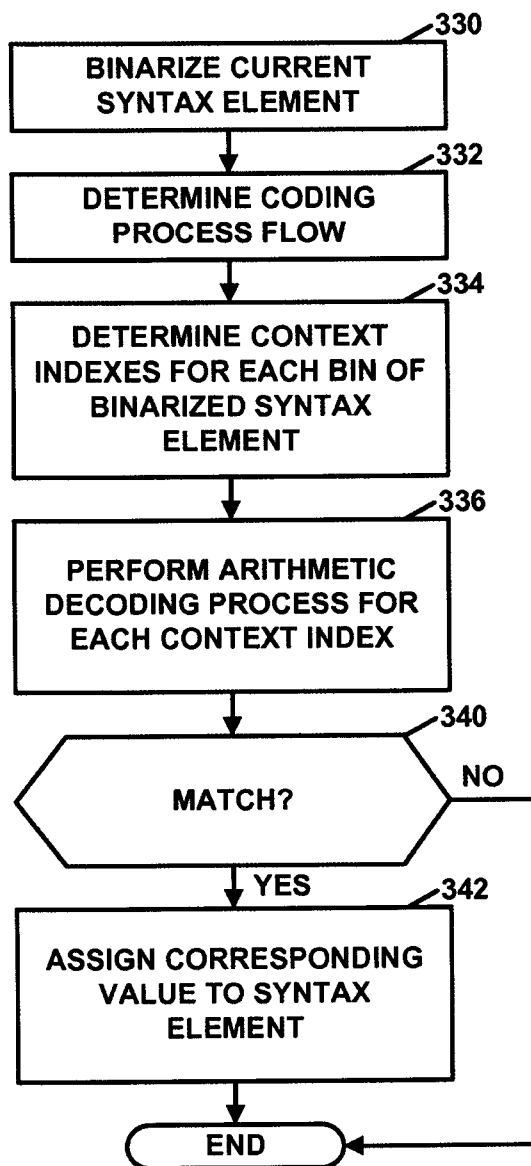 330
BINARIZE CURRENT
SYNTAX ELEMENT
332
DETERMINE CODING
PROCESS FLOW
334
DETERMINE CONTEXT
INDEXES FOR EACH BIN OF
BINARIZED SYNTAX
ELEMENT
336
PERFORM ARITHMETIC
DECODING PROCESS FOR
EACH CONTEXT INDEX
340
MATCH?
NO
YES
342
ASSIGN CORRESPONDING
VALUE TO SYNTAX
ELEMENT
END